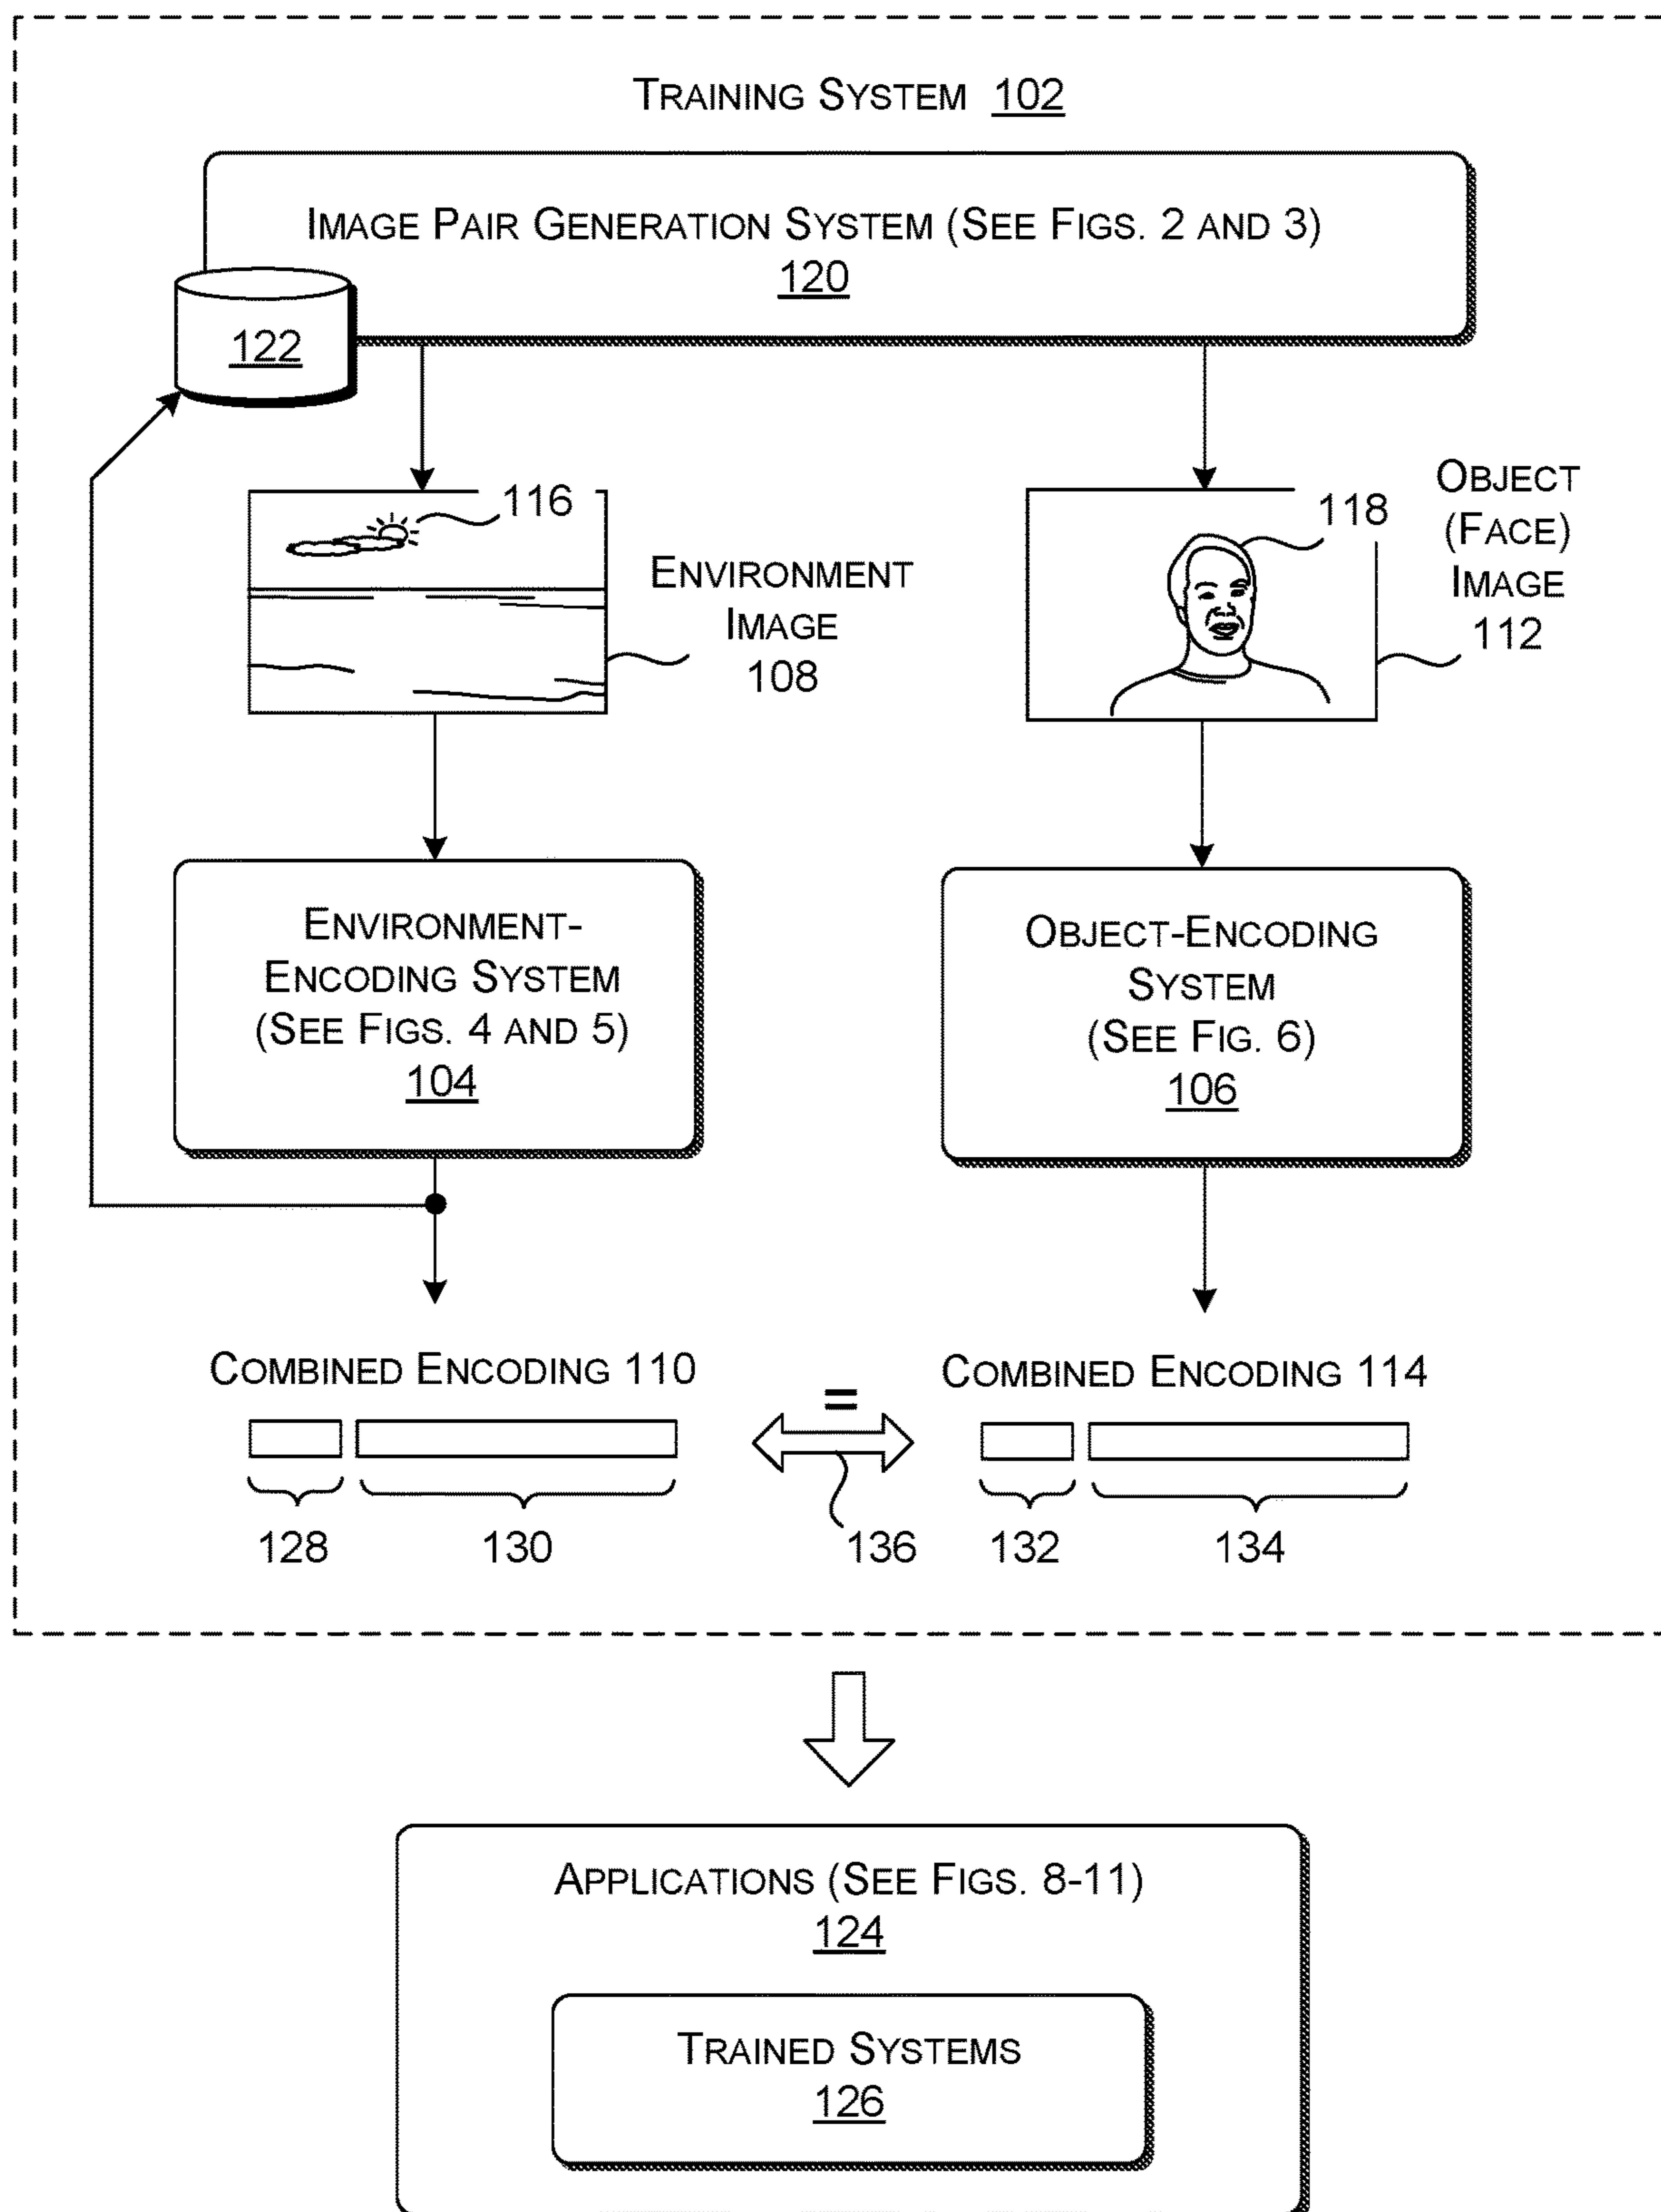 TRAINING SYSTEM 102
IMAGE PAIR GENERATION SYSTEM (SEE FIGS. 2 AND 3)
120
122
116
ENVIRONMENT
IMAGE
108
118
OBJECT
(FACE)
IMAGE
112
ENVIRONMENT-
ENCODING SYSTEM
(SEE FIGS. 4 AND 5)
104
OBJECT-ENCODING
SYSTEM
(SEE FIG. 6)
106
COMBINED ENCODING 110
=
COMBINED ENCODING 114
128
130
136
132
134
APPLICATIONS (SEE FIGS. 8-11)
124
TRAINED SYSTEMS
126